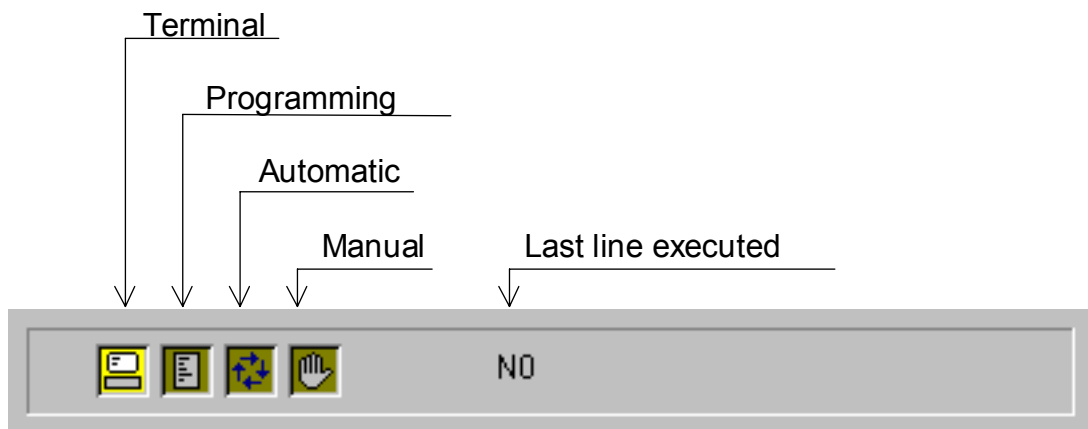 Terminal
Programming
Automatic
Manual
Last line executed
N0